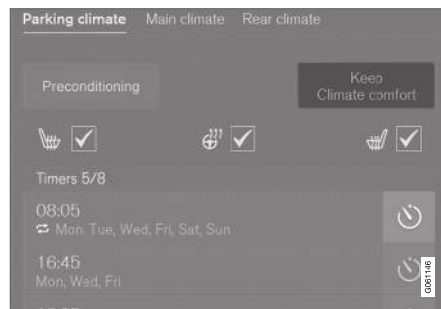 Parking climate Main climate Rear climate
Preconditioning
Keep
Climate comfort
Timers 5/8
08:05
Mon, Tue, Wed, Fri, Sat, Sun
16:45
Mon, Wed, Fri
G061146